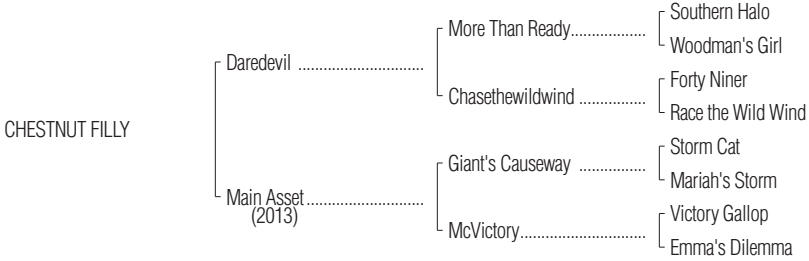 Southern Halo
More Than Ready..................
Woodman's Girl
Daredevil ..............................
Forty Niner
Chasethewildwind ................
Race the Wild Wind
CHESTNUT FILLY
Storm Cat
Giant's Causeway ................
Mariah's Storm
Main Asset............................
(2013)
Victory Gallop
McVictory..............................
Emma's Dilemma